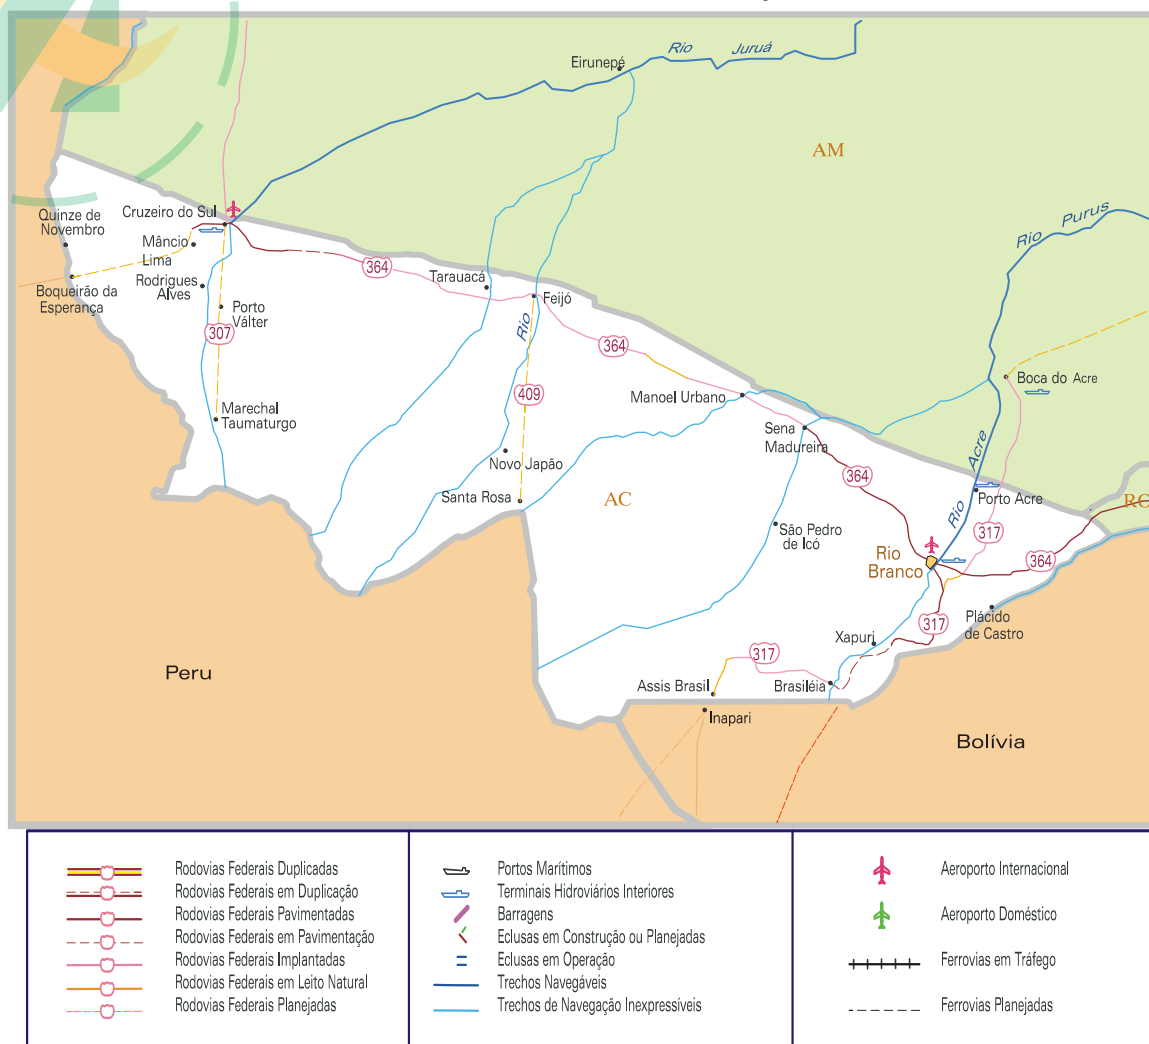 Rio Juruá
Eirunepé
AM
Rio Purus
Quinze de
Novembro
Cruzeiro do Sul
Mâncio
Lima
Boqueirão da
Esperança
Rodrigues
Alves
Porto
Válter
364
Tarauacá
Feijó
307
Rio
364
409
Manoel Urbano
Boca do Acre
Marechal
Taumaturgo
Sena
Madureira
Novo Japão
364
Acre
Santa Rosa
AC
Porto Acre
RO
São Pedro
de Icó
Rio
317
Rio
Branco
364
Plácido
de Castro
317
Xapuri
317
Peru
Assis Brasil
Brasiléia
Inapari
Bolívia
Rodovias Federais Duplicadas
Rodovias Federais em Duplicação
Rodovias Federais Pavimentadas
Rodovias Federais em Pavimentação
Rodovias Federais Implantadas
Rodovias Federais em Leito Natural
Rodovias Federais Planejadas
Portos Marítimos
Terminais Hidroviários Interiores
Barragens
Eclusas em Construção ou Planejadas
Eclusas em Operação
Trechos Navegáveis
Trechos de Navegação Inexpressíveis
Aeroporto Internacional
Aeroporto Doméstico
Ferrovias em Tráfego
Ferrovias Planejadas